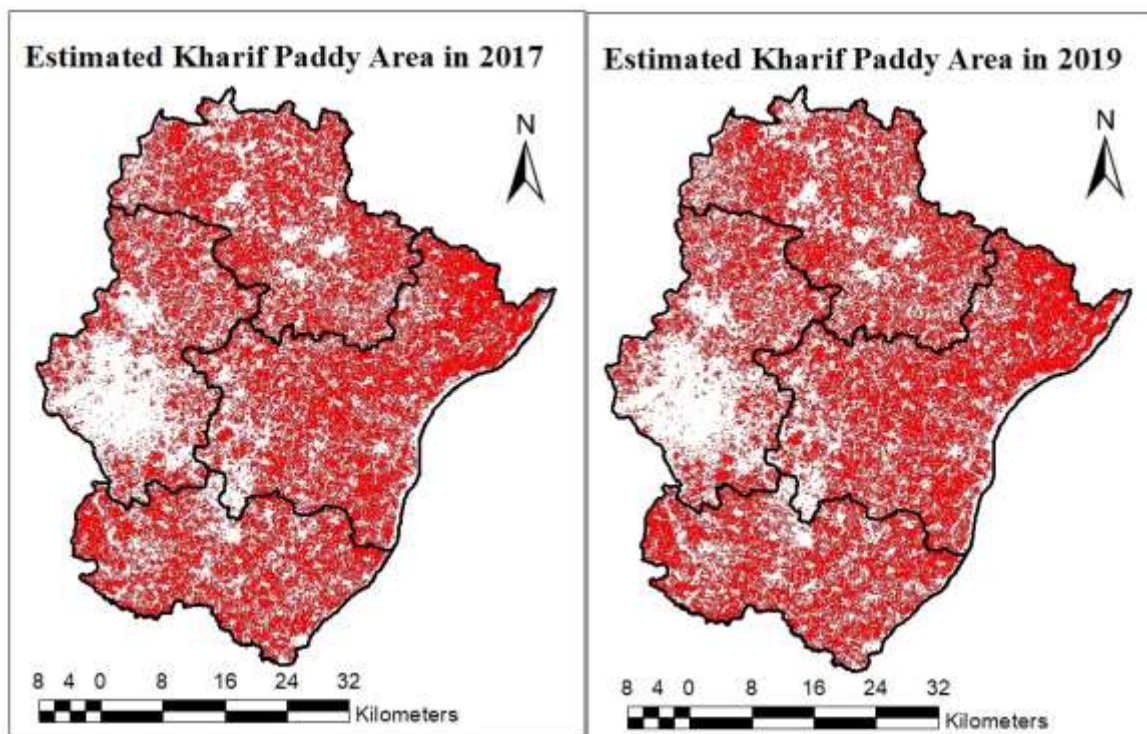 Estimated Kharif Paddy Area in 2017
N
8 4 0 8 16 24 32
Kilometers
Estimated Kharif Paddy Area in 2019
N
8 4 0 8 16 24 32
Kilometers